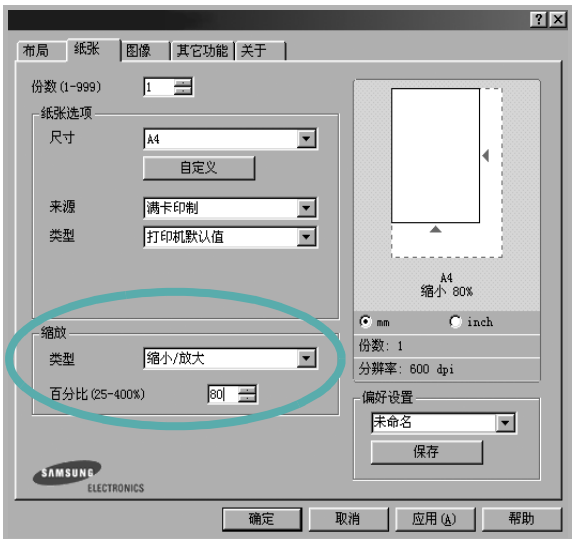 布局 纸张 图像 其它功能 关于
份数(1-999) 1
纸张选项
尺寸 A4
自定义
来源 满卡印制
类型 打印机默认值
缩放
类型 缩小/放大
百分比(25-400%) 80
SAMSUNG
ELECTRONICS
A4
缩小 80%
mm inch
份数: 1
分辨率: 600 dpi
偏好设置
未命名
保存
确定 取消 应用(A) 帮助